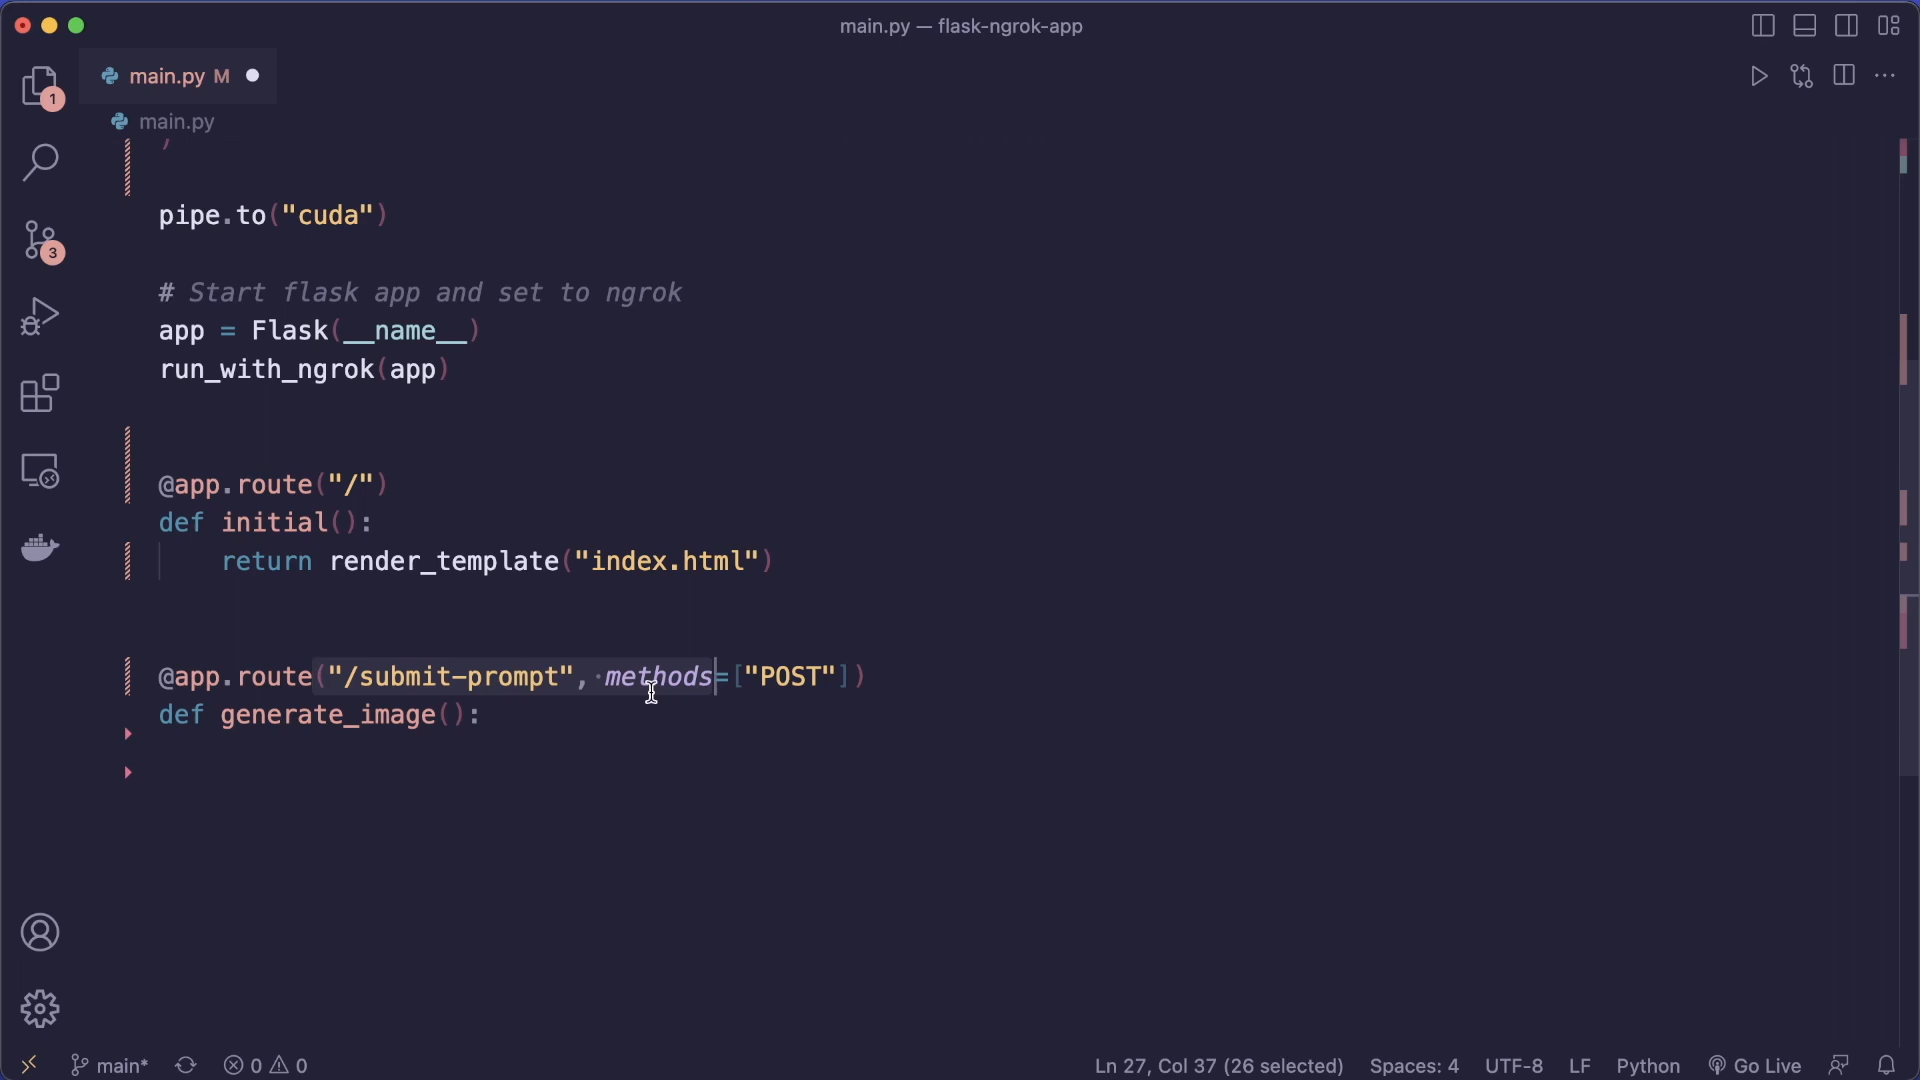 main.py — flask-ngrok-app
main.py M
1
main.py
)
pipe.to("cuda")
3
# Start flask app and set to ngrok
app = Flask(__name__)
run_with_ngrok(app)
@app.route("/")
def initial():
return render_template("index.html")
@app.route("/submit-prompt", methods=["POST"])
def generate_image():
main* 0 0 Ln 27, Col 37 (26 selected) Spaces: 4 UTF-8 LF Python Go Live